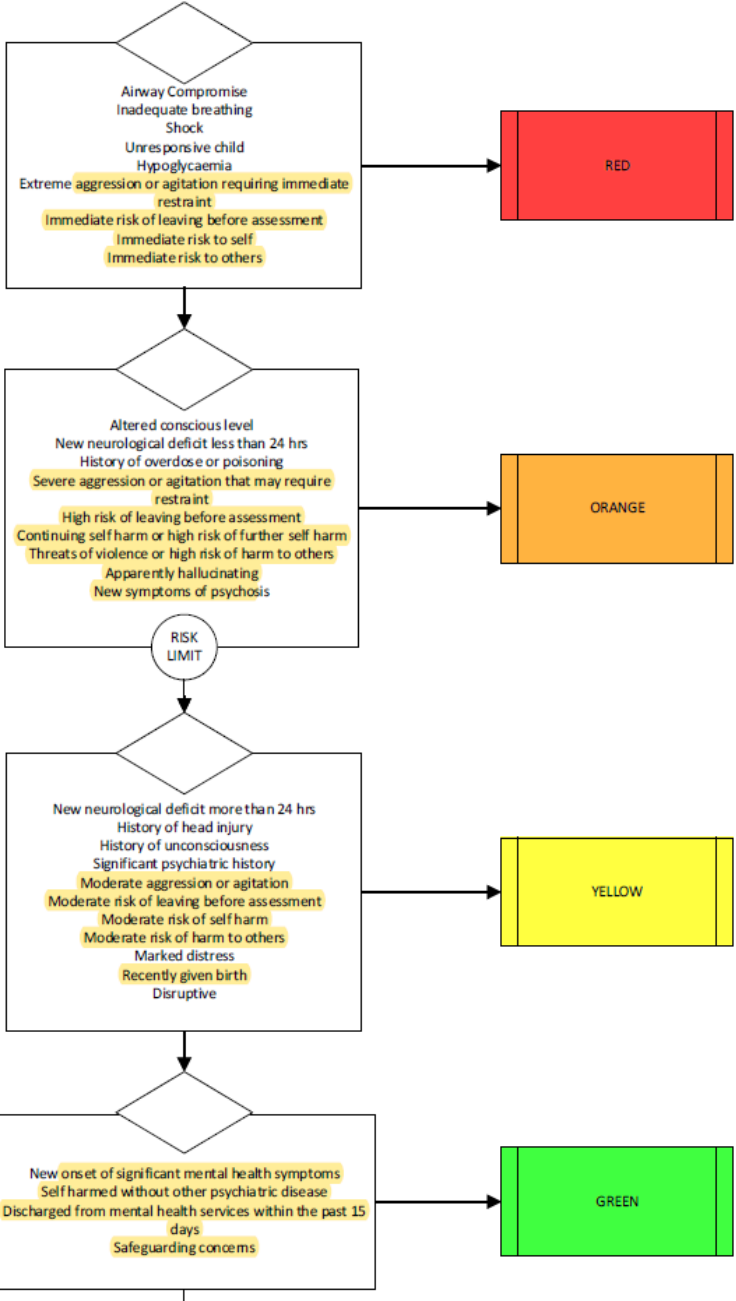 Airway Compromise
Inadequate breathing
Shock
Unresponsive child
Hypoglycaemia
Extreme aggression or agitation requiring immediate
restraint
Immediate risk of leaving before assessment
Immediate risk to self
Immediate risk to others
RED
Altered conscious level
New neurological deficit less than 24 hrs
History of overdose or poisoning
Severe aggression or agitation that may require
restraint
High risk of leaving before assessment
Continuing self harm or high risk of further self harm
Threats of violence or high risk of harm to others
Apparently hallucinating
New symptoms of psychosis
ORANGE
RISK
LIMIT
New neurological deficit more than 24 hrs
History of head injury
History of unconsciousness
Significant psychiatric history
Moderate aggression or agitation
Moderate risk of leaving before assessment
Moderate risk of self harm
Moderate risk of harm to others
Marked distress
Recently given birth
Disruptive
YELLOW
New onset of significant mental health symptoms
Self harmed without other psychiatric disease
Discharged from mental health services within the past 15
days
Safeguarding concerns
GREEN